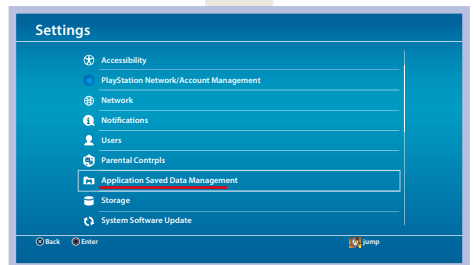 Settings
Accessibility
PlayStation Network/Account Management
Network
Notifications
Users
Parental Contrpls
Application Saved Data Management
Storage
System Software Update
Back Enter jump